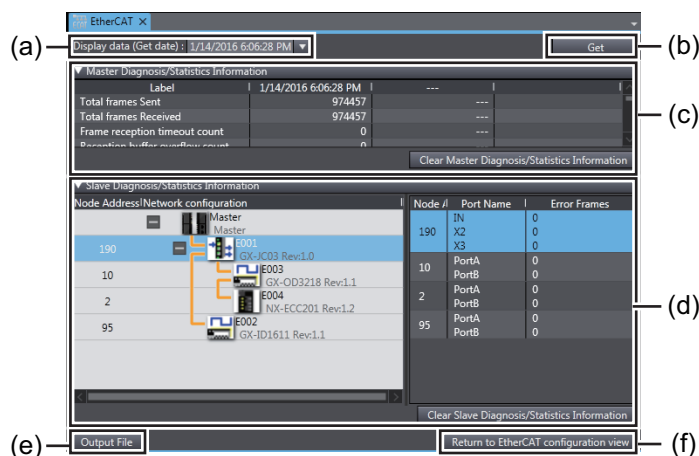 EtherCAT ×
(a) Display data (Get date) : 1/14/2016 6:06:28 PM Get (b)
Master Diagnosis/Statistics Information
Label 1/14/2016 6:06:28 PM ---
Total frames Sent 974457 ---
Total frames Received 974457 ---
Frame reception timeout count 0 ---
Reception buffer overflow count 0 ---
(c)
Clear Master Diagnosis/Statistics Information
Slave Diagnosis/Statistics Information
Node Address Network configuration
Master
Master
190 E001
GX-JC03 Rev:1.0
10 E003
GX-OD3218 Rev:1.1
2 E004
NX-ECC201 Rev:1.2
95 E002
GX-ID1611 Rev:1.1
Node Port Name Error Frames
IN 0
190 X2 0
X3 0
10 PortA 0
PortB 0
2 PortA 0
PortB 0
95 PortA 0
PortB 0
(d)
Clear Slave Diagnosis/Statistics Information
(e) Output File Return to EtherCAT configuration view (f)